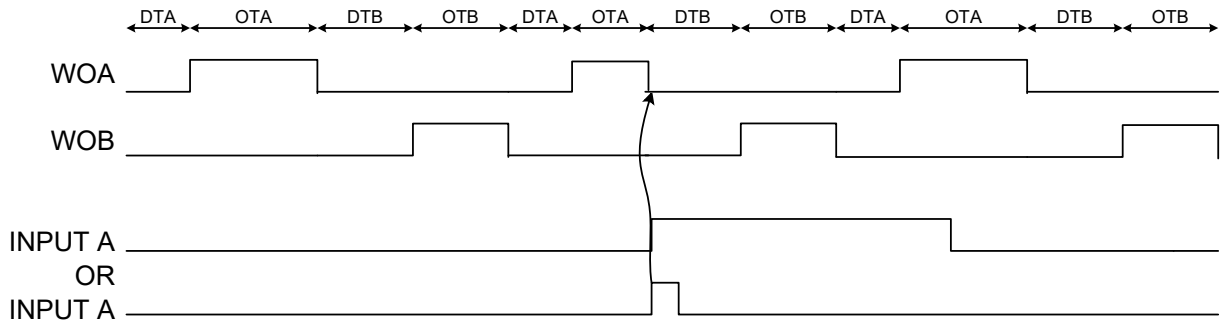 DTA OTA DTB OTB DTA OTA DTB OTB DTA OTA DTB OTB
WOA
WOB
INPUT A
OR
INPUT A